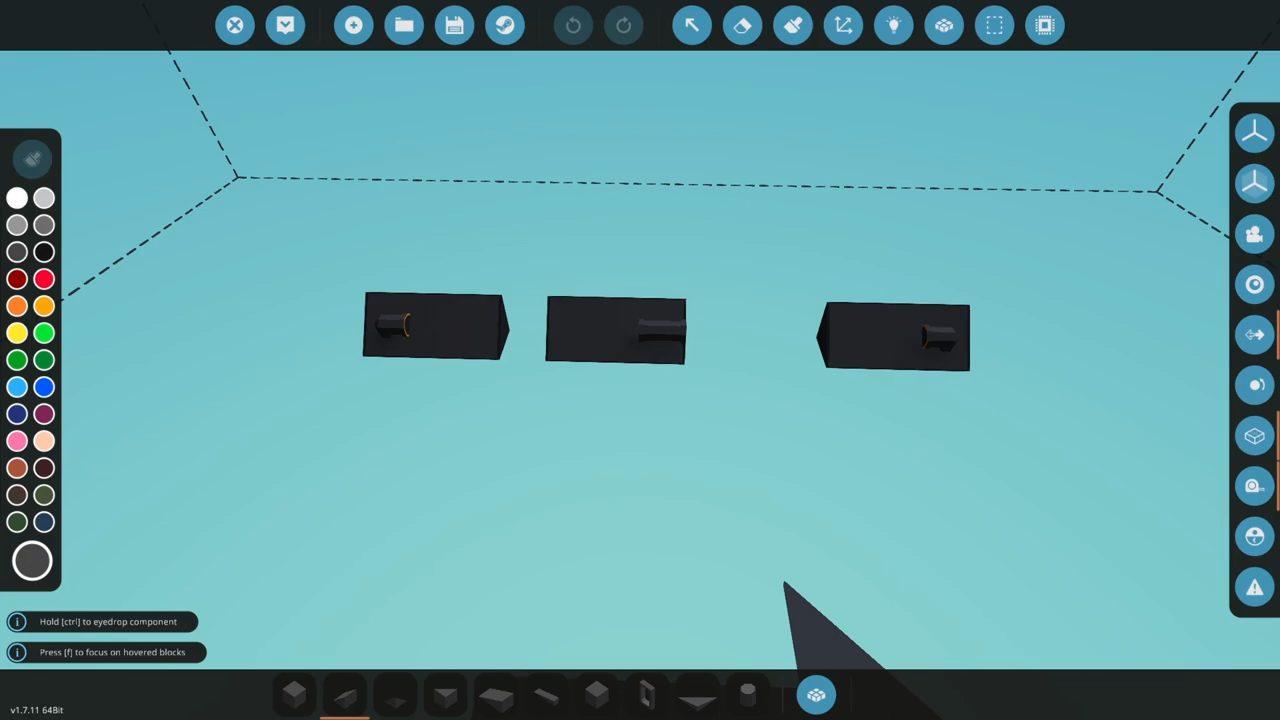 Hold [ctrl] to eyedrop component
Press [f] to focus on hovered blocks
v1.7.11 64Bit